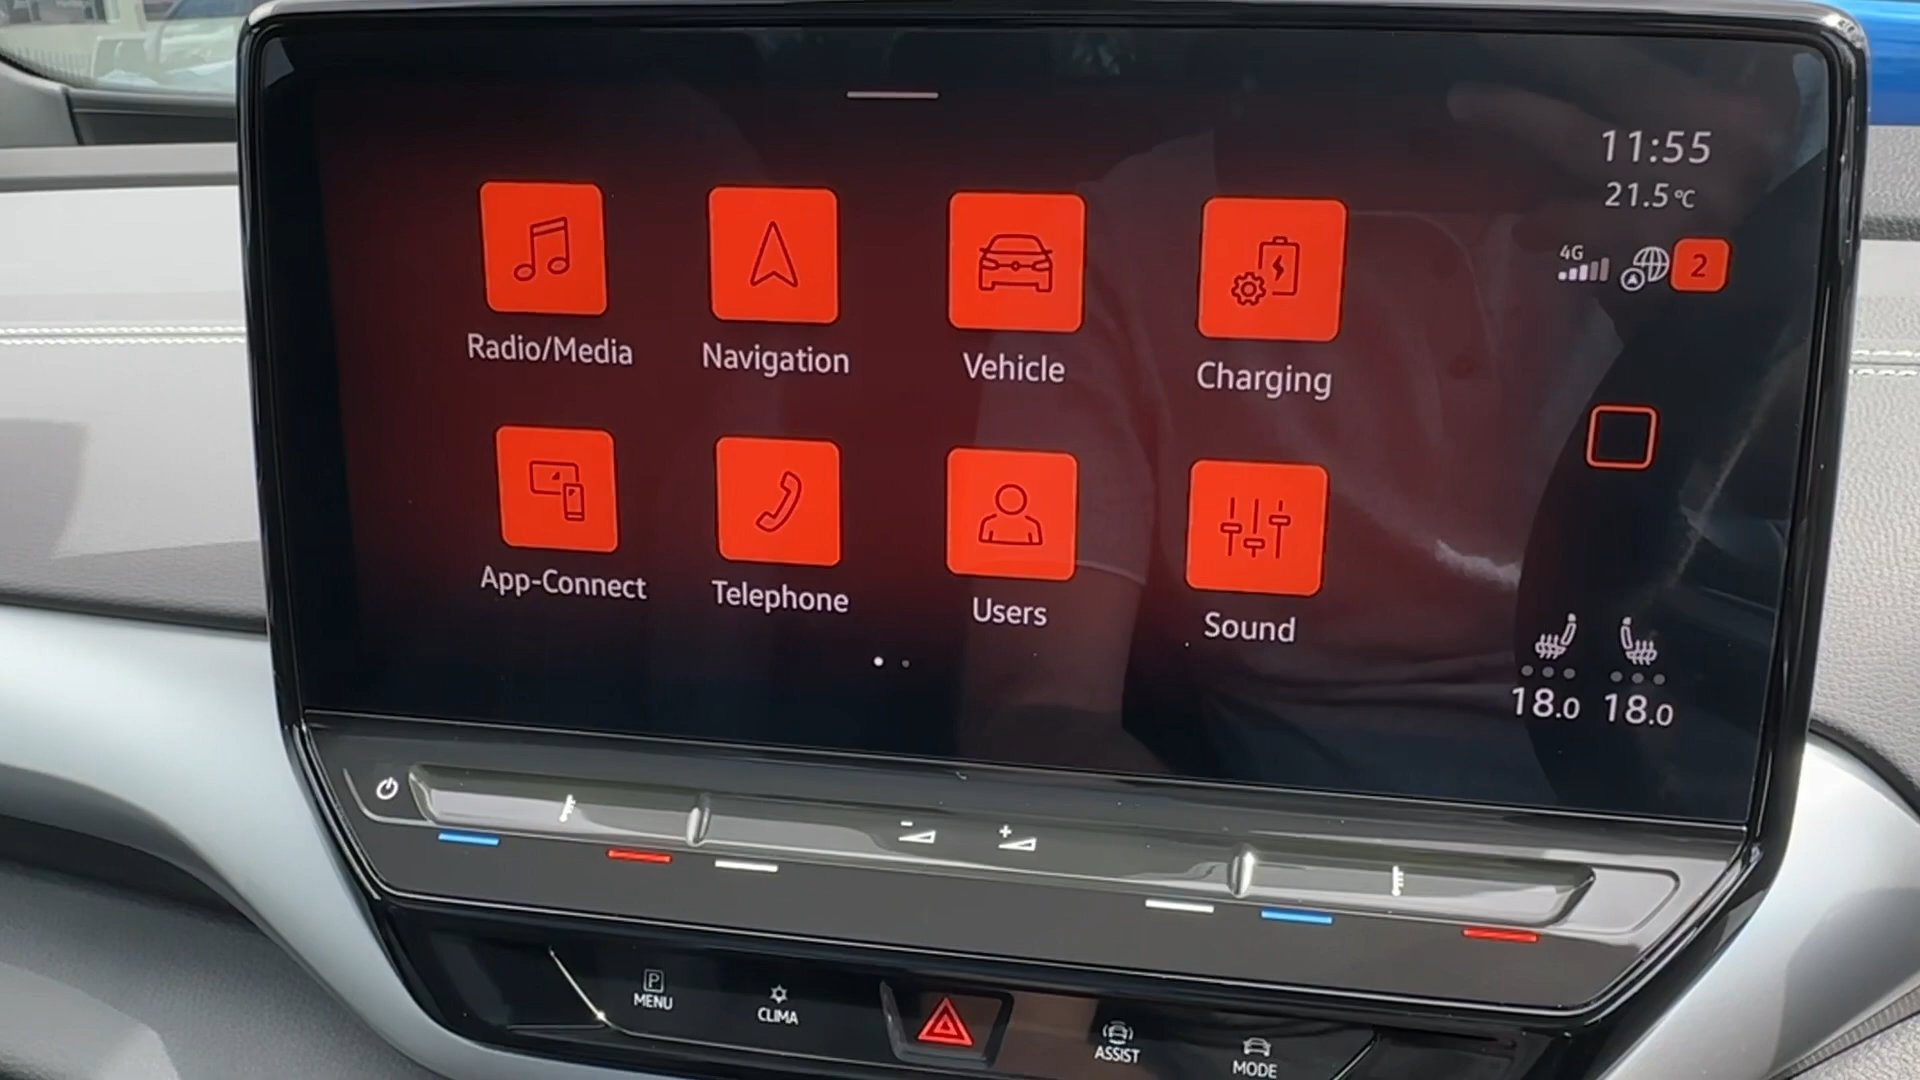 11:55
21.5°C
4G
2
Radio/Media
Navigation
Vehicle
Charging
App-Connect
Telephone
Users
Sound
18.0 18.0
P
MENU
CLIMA
ASSIST
MODE